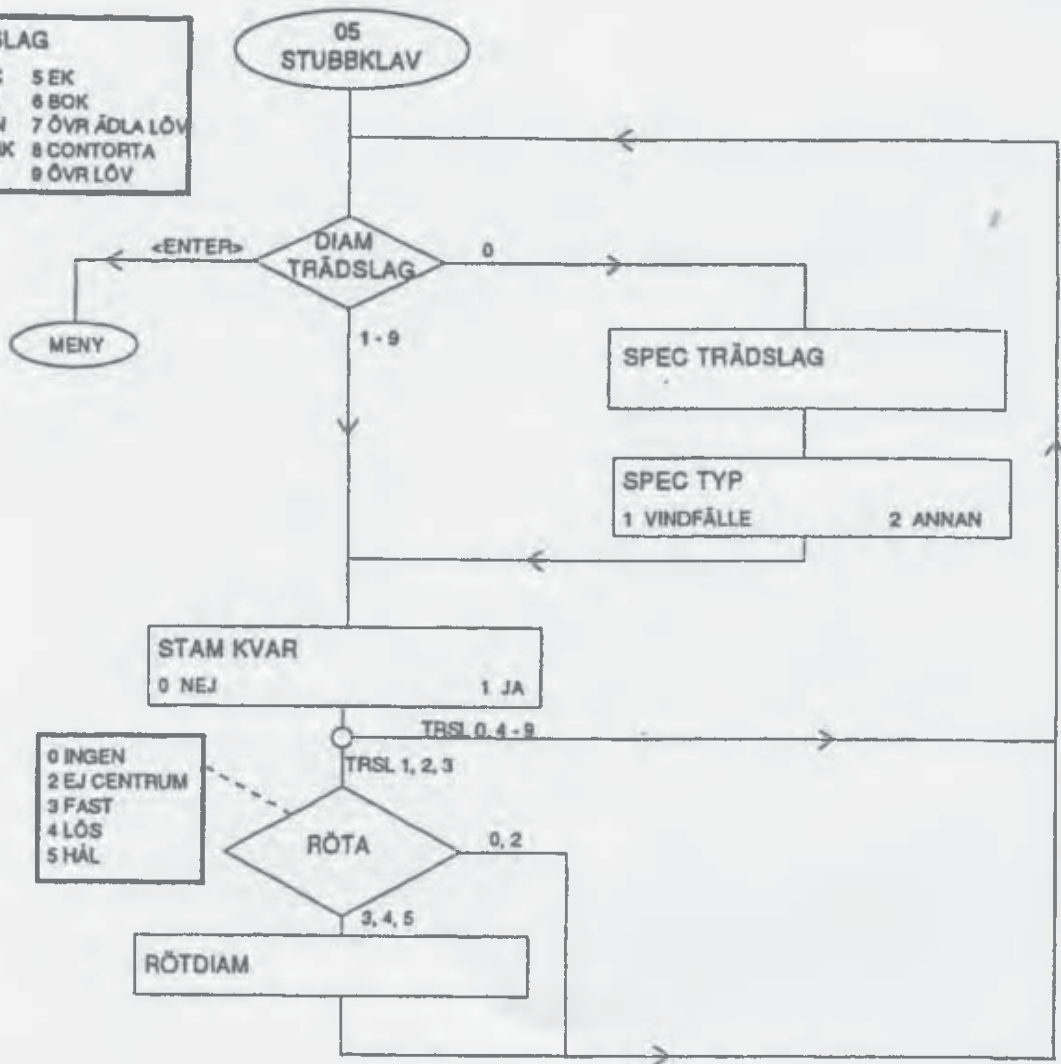 05
STUBBKLAV
5 EK
6 BOK
7 ÖVR ÄDLA LÖV
8 CONTORTA
9 ÖVR LÖV
DIAM
TRÄDSLAG
<ENTER>
0
MENY
1 - 9
SPEC TRÄDSLAG
SPEC TYP
1 VINDFÄLLE 2 ANNAN
STAM KVAR
0 NEJ 1 JA
TRSL 0, 4 - 9
TRSL 1, 2, 3
0 INGEN
2 EJ CENTRUM
3 FAST
4 LÖS
5 HÅL
RÖTA
0, 2
3, 4, 5
RÖTDIAM